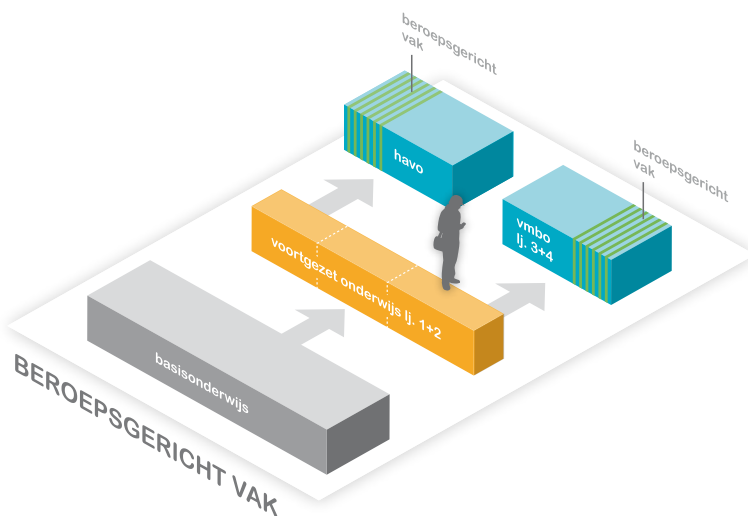 beroepsgericht
vak
havo
beroepsgericht
vak
vmbo
lj. 3+4
voortgezet onderwijs lj. 1+2
basisonderwijs
BEROEPSGERICHT VAK